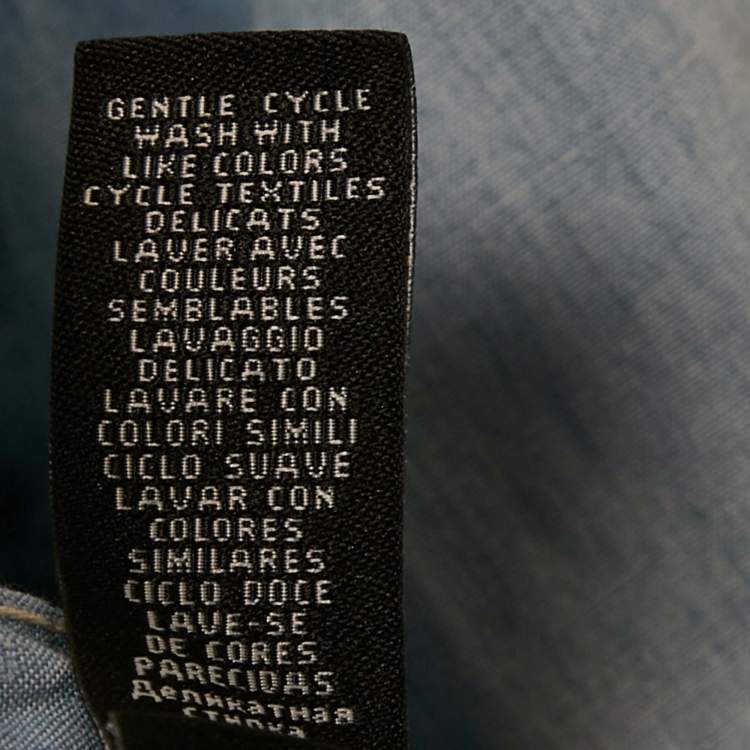 GENTLE CYCLE
WASH WITH
LIKE COLORS
CYCLE TEXTILES
DELICATS
LAVER AVEC
COULEURS
SEMBLABLES
LAVAGGIO
DELICATO
LAVARE CON
COLORI SIMILI
CICLO SUAVE
LAVAR CON
COLORES
SIMILARES
CICLO DOCE
LAVE-SE
DE CORES
PARECIDAS
Деликатная
стирка